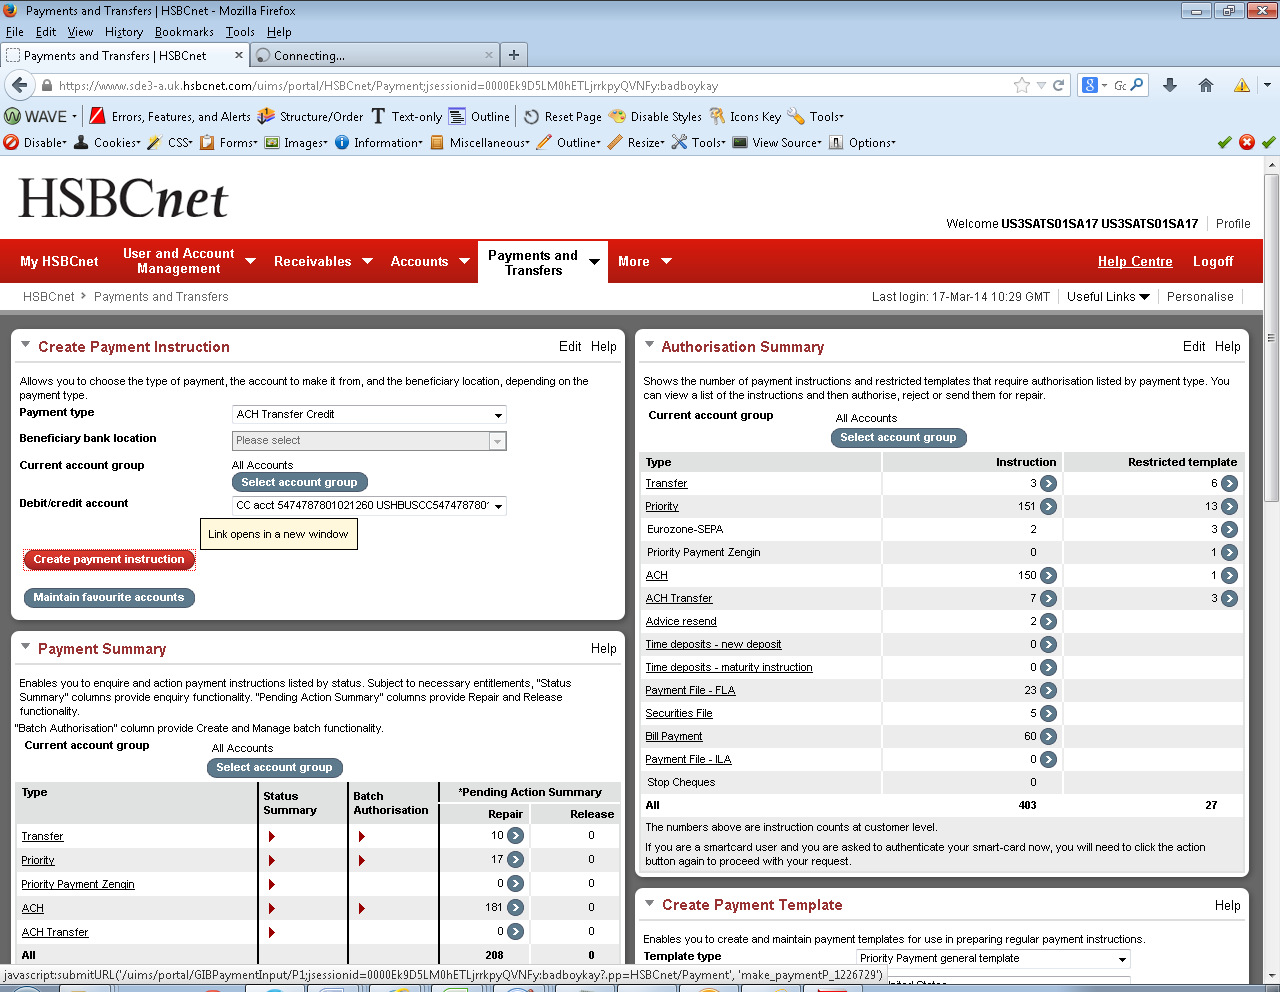 Payments and Transfers | HSBCnet - Mozilla Firefox
File Edit View History Bookmarks Tools Help
Payments and Transfers | HSBCnet × Connecting... × +
https://www.sde3-a.uk.hsbcnet.com/uims/portal/HSBCnet/Payment;jsessionid=0000Ek9D5LM0hETLjrrkpyQVNFy:badboykay
WAVE Errors, Features, and Alerts Structure/Order Text-only Outline Reset Page Disable Styles Icons Key Tools
Disable Cookies CSS Forms Images Information Miscellaneous Outline Resize Tools View Source Options
HSBCnet
Welcome US3SATS01SA17 US3SATS01SA17 Profile
My HSBCnet User and Account Management Receivables Accounts Payments and Transfers More Help Centre Logoff
HSBCnet > Payments and Transfers
Last login: 17-Mar-14 10:29 GMT Useful Links Personalise
Create Payment Instruction Edit Help
Allows you to choose the type of payment, the account to make it from, and the beneficiary location, depending on the
payment type.
Payment type ACH Transfer Credit
Beneficiary bank location Please select
Current account group All Accounts
Select account group
Debit/credit account CC acct 5474787801021260 USHBUSCC547478780
Link opens in a new window
Create payment instruction
Maintain favourite accounts
Payment Summary Help
Enables you to enquire and action payment instructions listed by status. Subject to necessary entitlements, "Status
Summary" columns provide enquiry functionality. "Pending Action Summary" columns provide Repair and Release
functionality.
"Batch Authorisation" column provide Create and Manage batch functionality.
Current account group All Accounts
Select account group
Type Status Summary Batch Authorisation *Pending Action Summary
Repair Release
Transfer 10 0
Priority 17 0
Priority Payment Zengin 0 0
ACH 181 0
ACH Transfer 0 0
All 208 0
Authorisation Summary Edit Help
Shows the number of payment instructions and restricted templates that require authorisation listed by payment type. You
can view a list of the instructions and then authorise, reject or send them for repair.
Current account group All Accounts
Select account group
Type Instruction Restricted template
Transfer 3 6
Priority 151 13
Eurozone-SEPA 2 3
Priority Payment Zengin 0 1
ACH 150 1
ACH Transfer 7 3
Advice resend 2
Time deposits - new deposit 0
Time deposits - maturity instruction 0
Payment File - FLA 23
Securities File 5
Bill Payment 60
Payment File - ILA 0
Stop Cheques 0
All 403 27
The numbers above are instruction counts at customer level.
If you are a smartcard user and you are asked to authenticate your smart-card now, you will need to click the action
button again to proceed with your request.
Create Payment Template Help
Enables you to create and maintain payment templates for use in preparing regular payment instructions.
Template type Priority Payment general template
javascript:submitURL('/uims/portal/GIBPaymentInput/P1;jsessionid=0000Ek9D5LM0hETLjrrkpyQVNFy:badboykay?.pp=HSBCnet/Payment', 'make_paymentP_1226729')